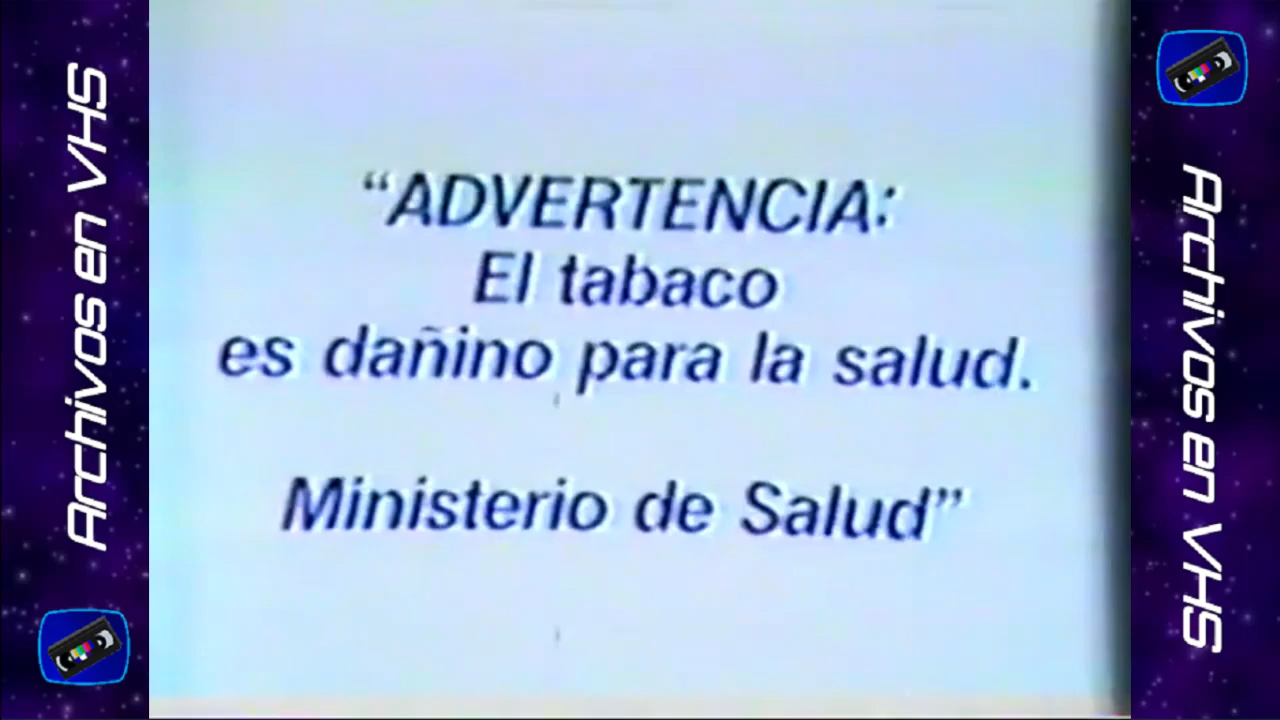 Archivos en VHS
“ADVERTENCIA:
El tabaco
es dañino para la salud.
Ministerio de Salud”
Archivos en VHS